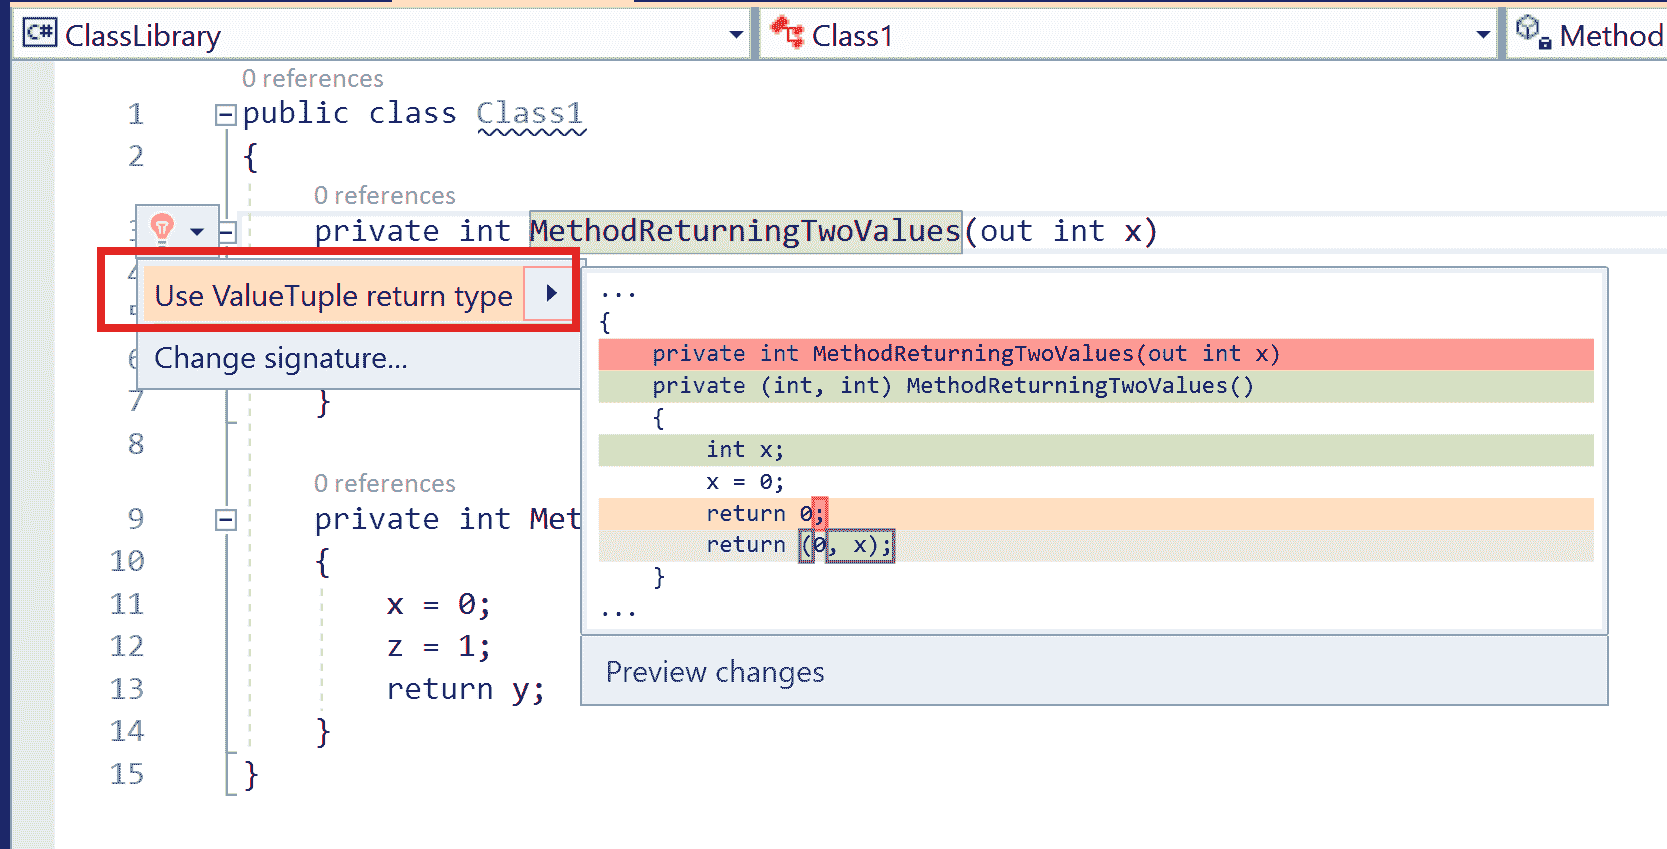 C# ClassLibrary Class1 Method
0 references
1 public class Class1
2 {
0 references
3 private int MethodReturningTwoValues(out int x)
4
Use ValueTuple return type
5
6
Change signature...
7 }
8
0 references
9 private int Met
10 {
11 x = 0;
12 z = 1;
13 return y;
14 }
15 }
...
{
private int MethodReturningTwoValues(out int x)
private (int, int) MethodReturningTwoValues()
{
int x;
x = 0;
return 0;
return (0, x);
}
...
Preview changes